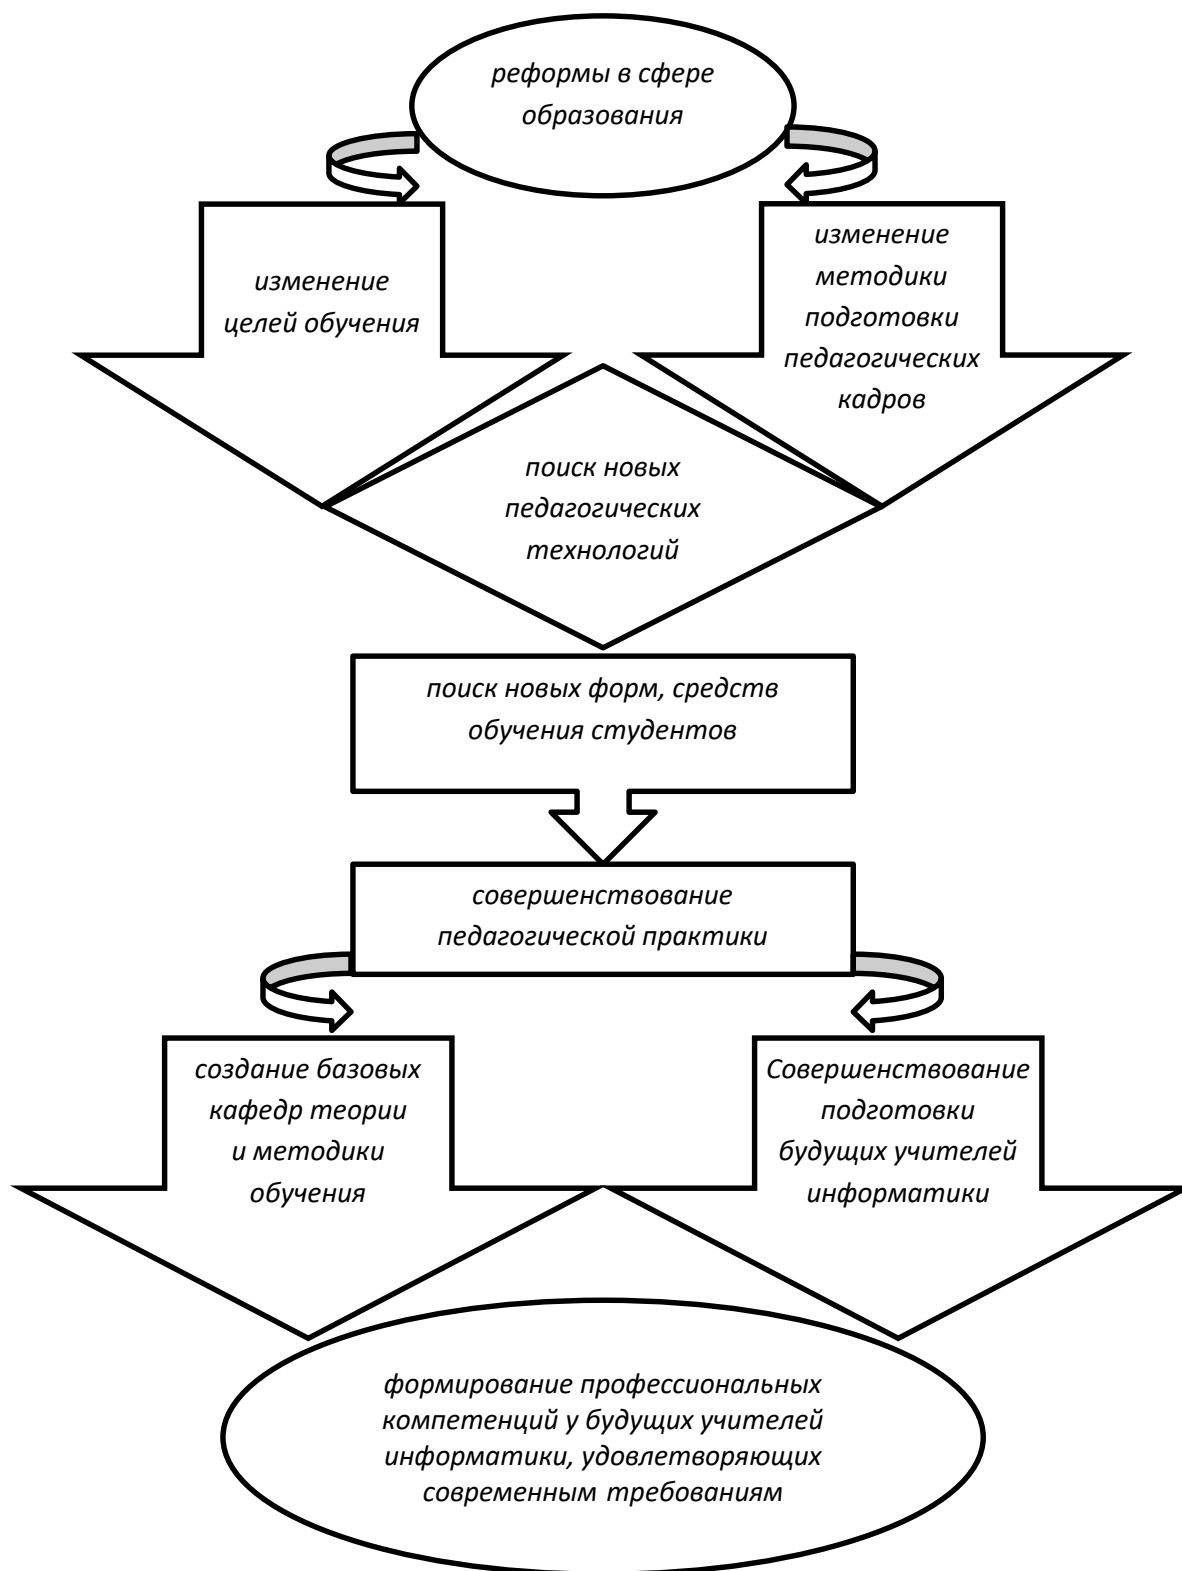 реформы в сфере
образования
изменение
целей обучения
изменение
методики
подготовки
педагогических
кадров
поиск новых
педагогических
технологий
поиск новых форм, средств
обучения студентов
совершенствование
педагогической практики
создание базовых
кафедр теории
и методики
обучения
Совершенствование
подготовки
будущих учителей
информатики
формирование профессиональных
компетенций у будущих учителей
информатики, удовлетворяющих
современным требованиям